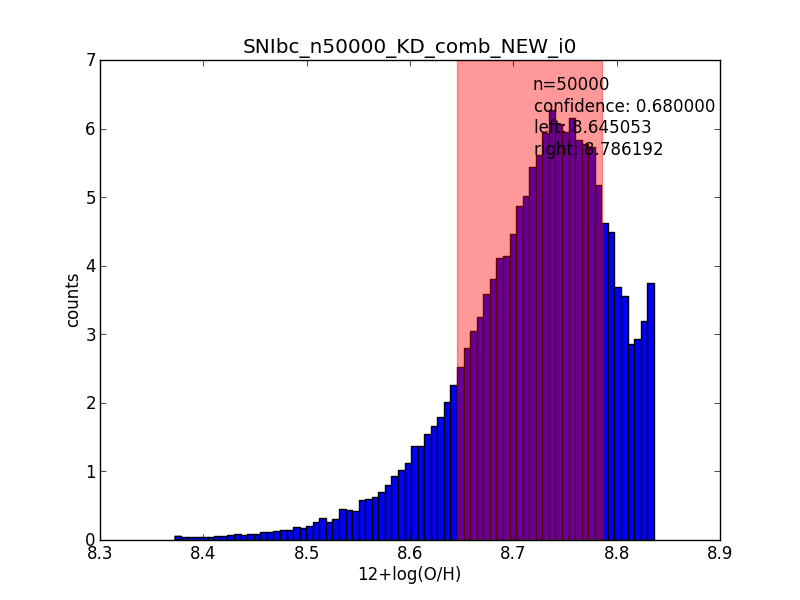 SNIbc_n50000_KD_comb_NEW_i0
n=50000
confidence: 0.680000
left: 8.645053
right: 8.786192
7
6
5
4
3
2
1
0
counts
8.3 8.4 8.5 8.6 8.7 8.8 8.9
12+log(O/H)